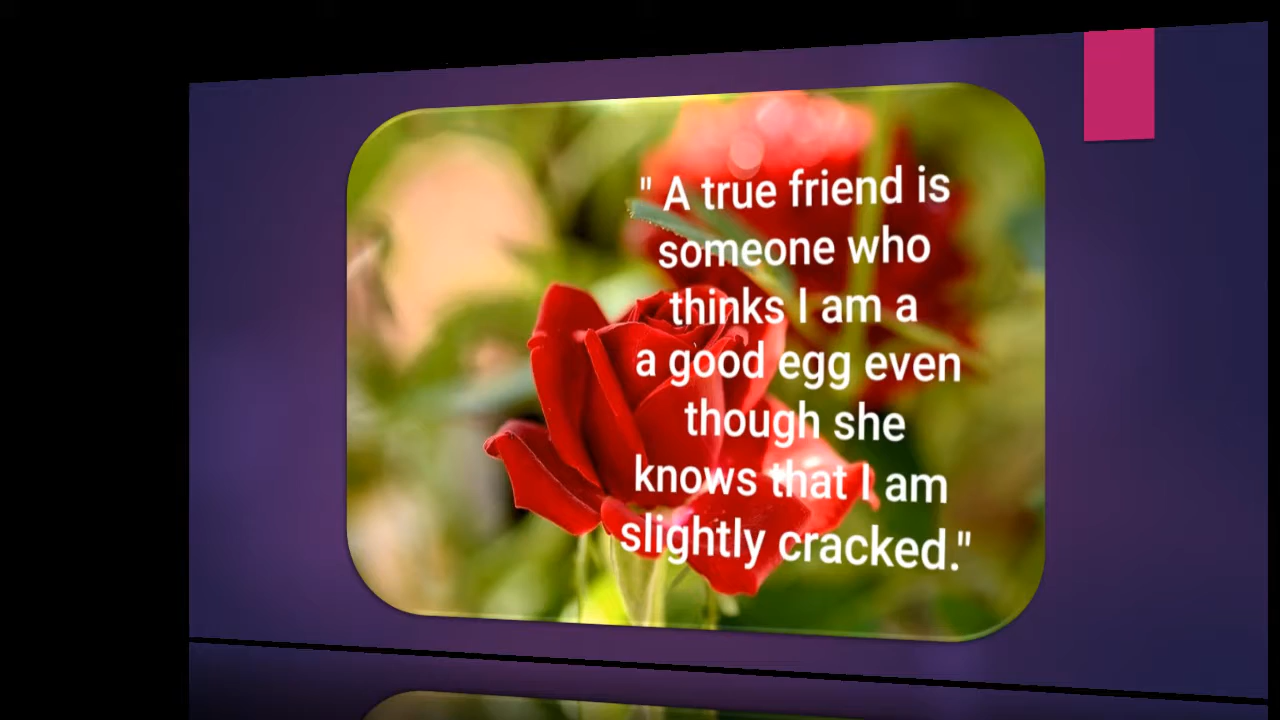 " A true friend is
someone who
thinks I am a
a good egg even
though she
knows that I am
slightly cracked."